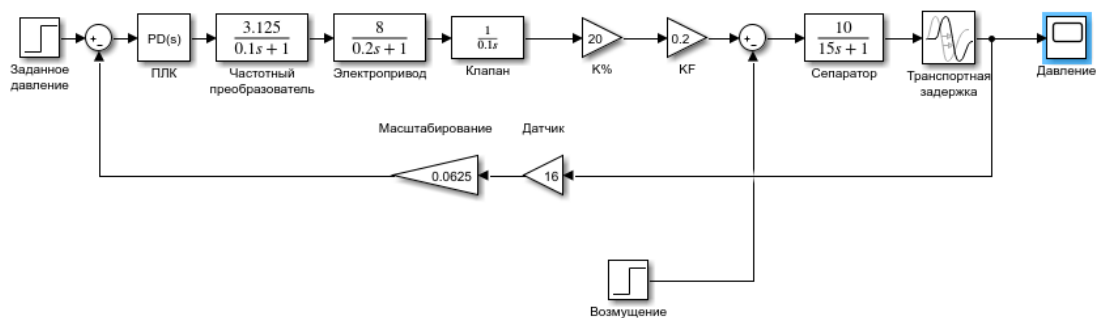 PD(s)
3.125
0.1s + 1
8
0.2s + 1
1
0.1s
20
0.2
10
15s + 1
Заданное
давление
ПЛК
Частотный
преобразователь
Электропривод
Клапан
K%
KF
Сепаратор
Транспортная
задержка
Давление
Масштабирование
Датчик
0.0625
16
Возмущение